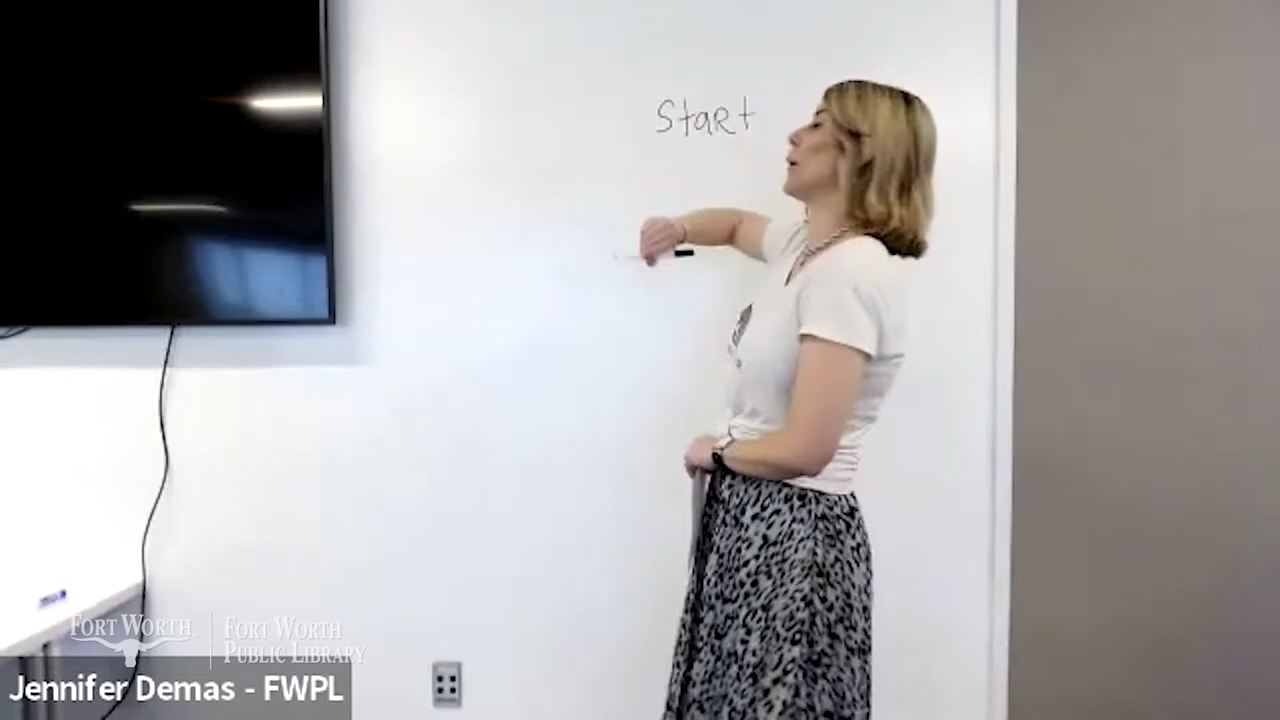 Start
FORT WORTH
FORT WORTH
PUBLIC LIBRARY
Jennifer Demas - FWPL